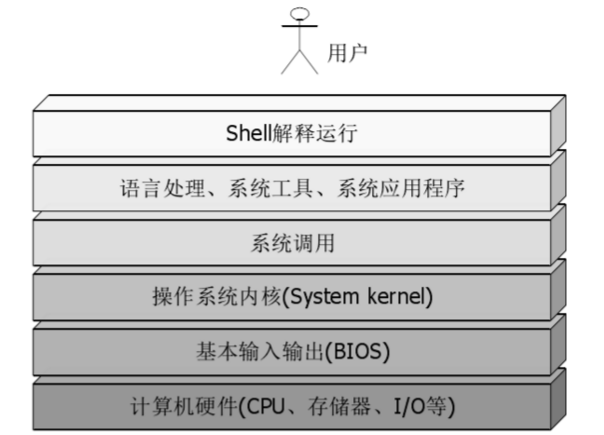 用户
Shell解释运行
语言处理、系统工具、系统应用程序
系统调用
操作系统内核(System kernel)
基本输入输出(BIOS)
计算机硬件(CPU、存储器、I/O等)